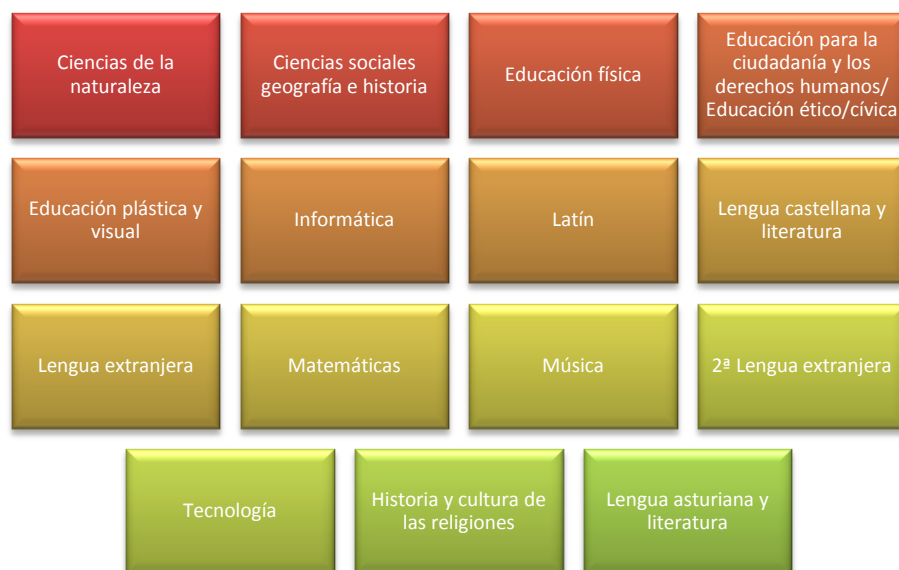 Ciencias de la
naturaleza
Ciencias sociales
geografía e historia
Educación física
Educación para la
ciudadanía y los
derechos humanos/
Educación ético/cívica
Educación plástica y
visual
Informática
Latín
Lengua castellana y
literatura
Lengua extranjera
Matemáticas
Música
2ª Lengua extranjera
Tecnología
Historia y cultura de
las religiones
Lengua asturiana y
literatura